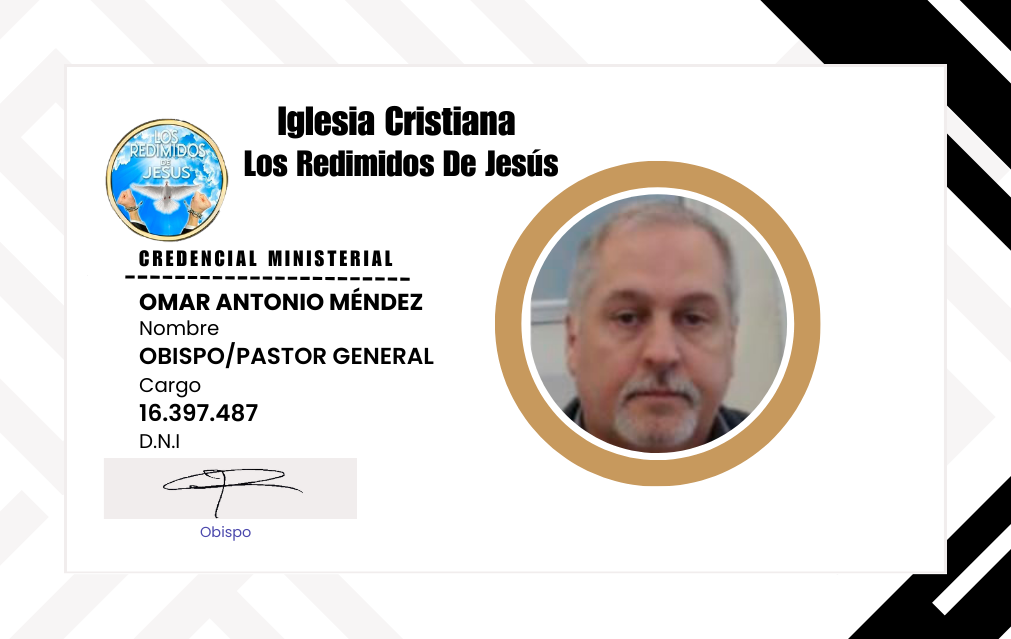 Iglesia Cristiana
Los Redimidos De Jesús
LOS
REDIMIDOS
DE
JESUS
CREDENCIAL MINISTERIAL
OMAR ANTONIO MÉNDEZ
Nombre
OBISPO/PASTOR GENERAL
Cargo
16.397.487
D.N.I
Obispo